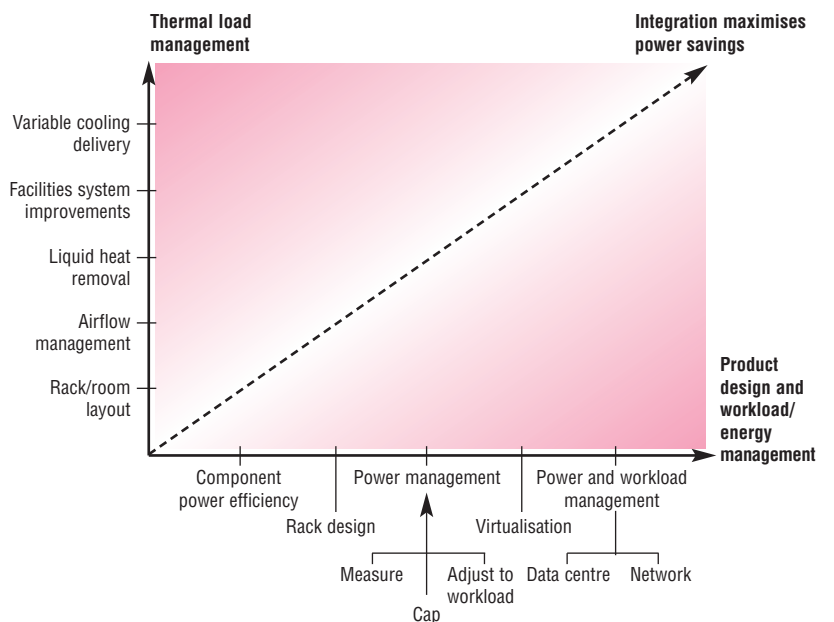 Thermal load
management
Integration maximises
power savings
Variable cooling
delivery
Facilities system
improvements
Liquid heat
removal
Airflow
management
Rack/room
layout
Product
design and
workload/
energy
management
Component
power efficiency
Rack design
Power management
Virtualisation
Power and workload
management
Measure
Cap
Adjust to
workload
Data centre
Network